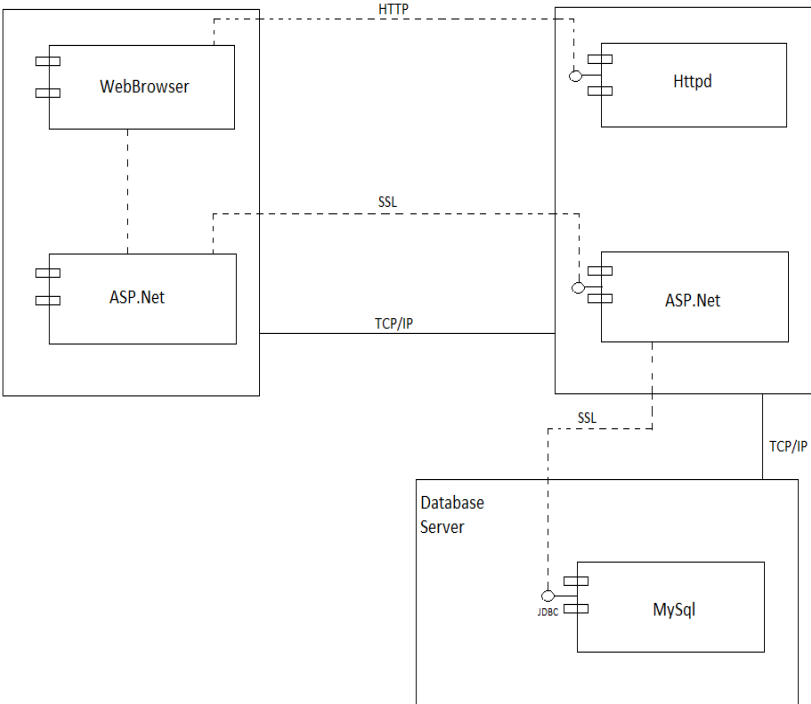 HTTP
WebBrowser
Httpd
SSL
ASP.Net
ASP.Net
TCP/IP
SSL
TCP/IP
Database
Server
JDBC
MySql